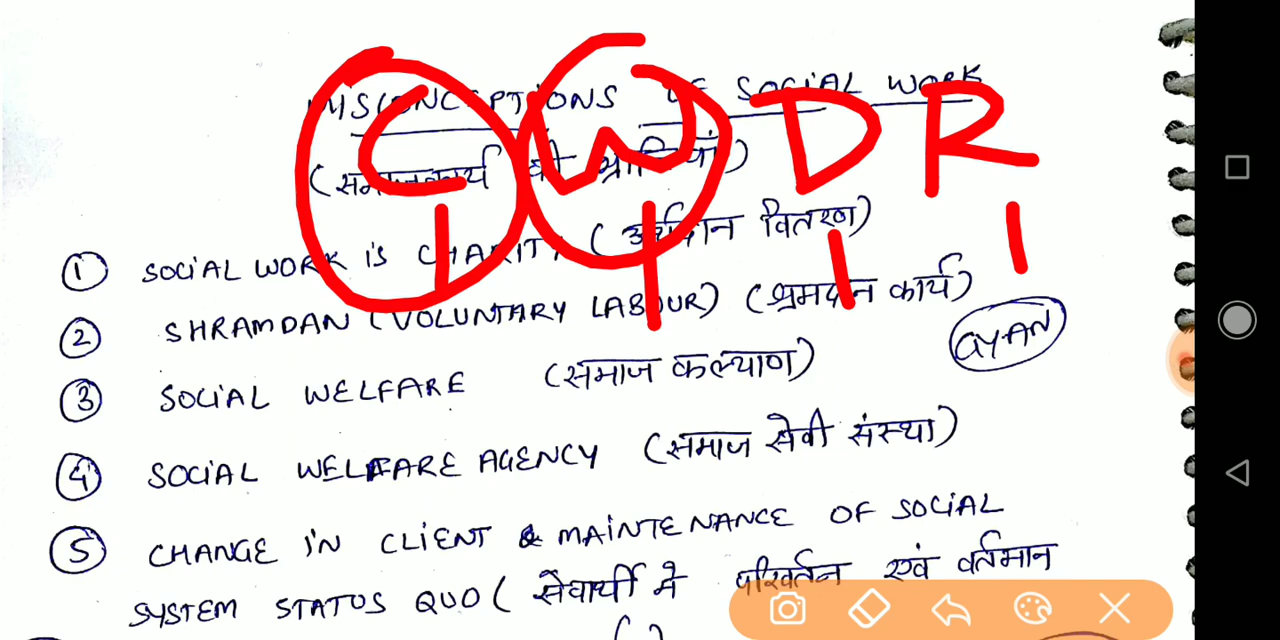 MISCONCEPTIONS OF SOCIAL WORK
C W D R
(समाजकार्य की भ्रांतियां)
① SOCIAL WORK IS CHARITY (अर्थदान वितरण)
② SHRAMDAN (VOLUNTARY LABOUR) (श्रमदान कार्य)
GYAN
③ SOCIAL WELFARE (समाज कल्याण)
④ SOCIAL WELFARE AGENCY (समाज सेवी संस्था)
⑤ CHANGE IN CLIENT & MAINTENANCE OF SOCIAL
SYSTEM STATUS QUO ( सेवार्थी में परिवर्तन एवं वर्तमान